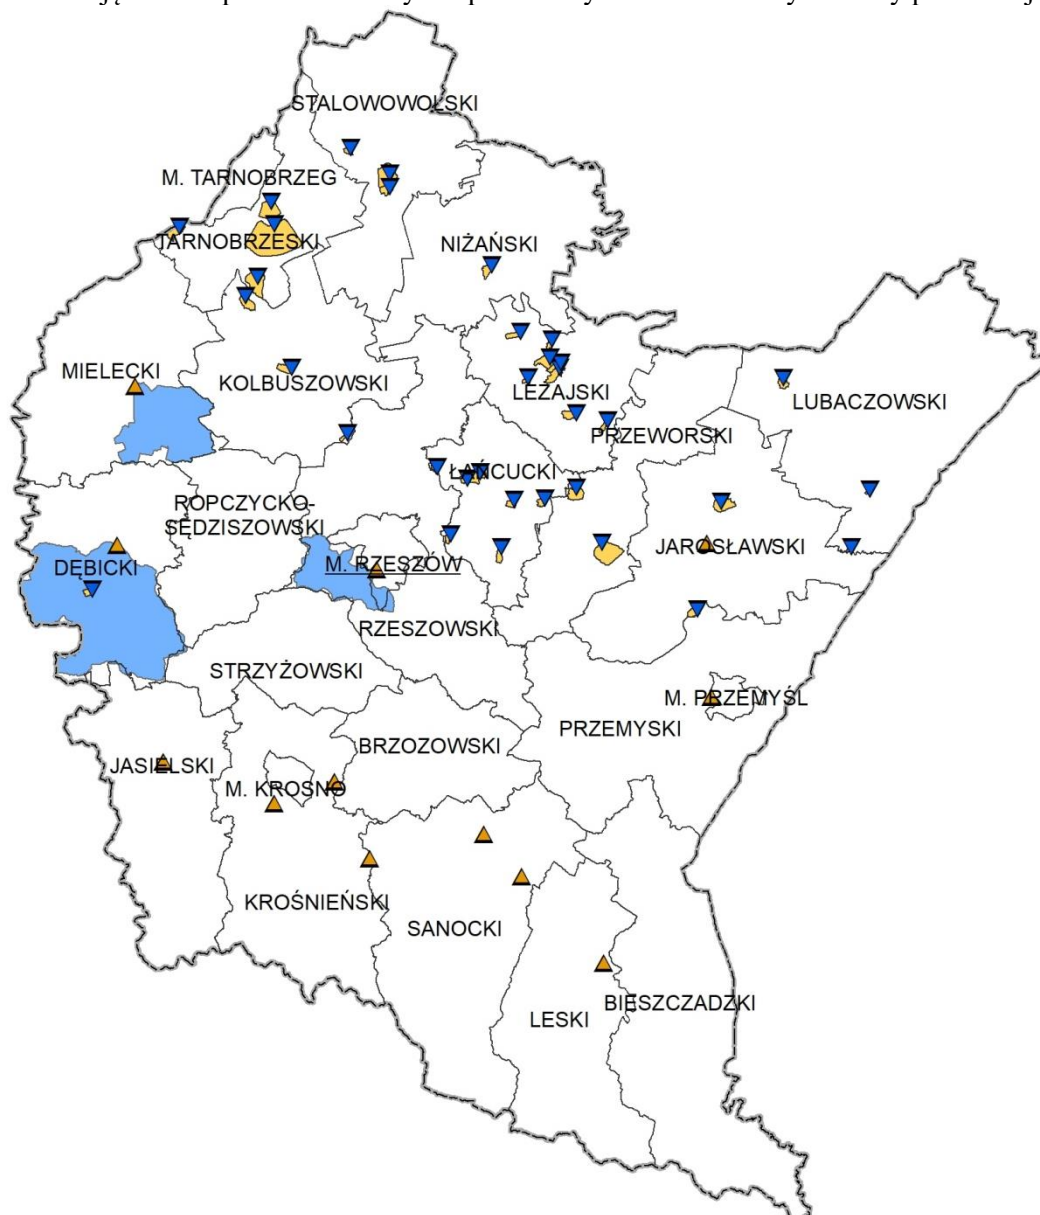 STALOWOWOLSKI
M. TARNOBRZEG
TARNOBRZESKI
NIŻAŃSKI
MIELECKI
KOLBUSZOWSKI
LEŻAJSKI
LUBACZOWSKI
PRZEWORSKI
ŁAŃCUCKI
ROPCZYCKO-
SĘDZISZOWSKI
JAROSŁAWSKI
DĘBICKI
M. RZESZÓW
RZESZOWSKI
STRZYŻOWSKI
M. PRZEMYŚL
PRZEMYSKI
BRZOZOWSKI
JASIELSKI
M. KROSNO
KROŚNIEŃSKI
SANOCKI
BIESZCZADZKI
LESKI